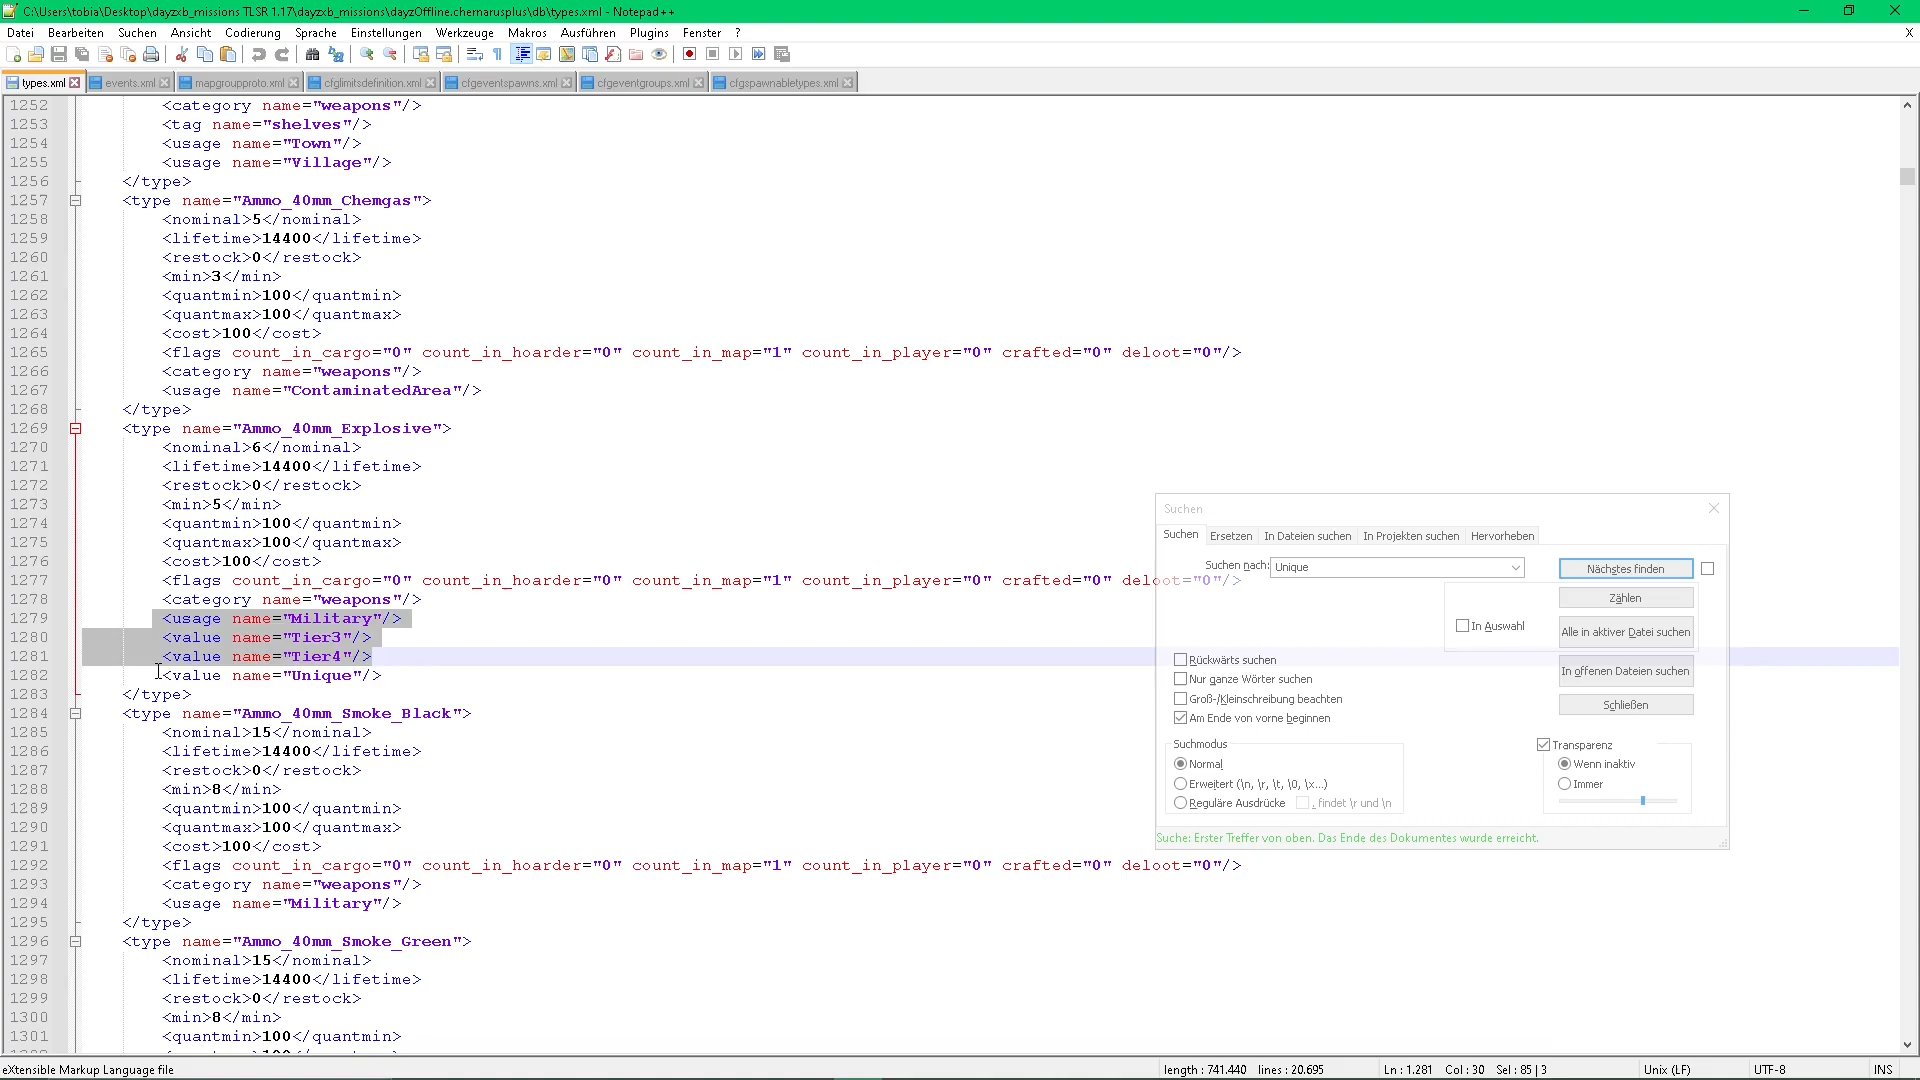 C:\Users\tobia\Desktop\dayzxb_missions TLSR 1.17\dayzxb_missions\dayzOffline.chernarusplus\db\types.xml - Notepad++
Datei Bearbeiten Suchen Ansicht Codierung Sprache Einstellungen Werkzeuge Makros Ausführen Plugins Fenster ? X
types.xml events.xml mapgroupproto.xml cfglimitsdefinition.xml cfgeventspawns.xml cfgeventgroups.xml cfgspawnabletypes.xml
1252 <category name="weapons"/>
1253 <tag name="shelves"/>
1254 <usage name="Town"/>
1255 <usage name="Village"/>
1256 </type>
1257 <type name="Ammo_40mm_Chemgas">
1258 <nominal>5</nominal>
1259 <lifetime>14400</lifetime>
1260 <restock>0</restock>
1261 <min>3</min>
1262 <quantmin>100</quantmin>
1263 <quantmax>100</quantmax>
1264 <cost>100</cost>
1265 <flags count_in_cargo="0" count_in_hoarder="0" count_in_map="1" count_in_player="0" crafted="0" deloot="0"/>
1266 <category name="weapons"/>
1267 <usage name="ContaminatedArea"/>
1268 </type>
1269 <type name="Ammo_40mm_Explosive">
1270 <nominal>6</nominal>
1271 <lifetime>14400</lifetime>
1272 <restock>0</restock>
1273 <min>5</min>
1274 <quantmin>100</quantmin>
1275 <quantmax>100</quantmax>
1276 <cost>100</cost>
1277 <flags count_in_cargo="0" count_in_hoarder="0" count_in_map="1" count_in_player="0" crafted="0" deloot="0"/>
1278 <category name="weapons"/>
1279 <usage name="Military"/>
1280 <value name="Tier3"/>
1281 <value name="Tier4"/>
1282 <value name="Unique"/>
1283 </type>
1284 <type name="Ammo_40mm_Smoke_Black">
1285 <nominal>15</nominal>
1286 <lifetime>14400</lifetime>
1287 <restock>0</restock>
1288 <min>8</min>
1289 <quantmin>100</quantmin>
1290 <quantmax>100</quantmax>
1291 <cost>100</cost>
1292 <flags count_in_cargo="0" count_in_hoarder="0" count_in_map="1" count_in_player="0" crafted="0" deloot="0"/>
1293 <category name="weapons"/>
1294 <usage name="Military"/>
1295 </type>
1296 <type name="Ammo_40mm_Smoke_Green">
1297 <nominal>15</nominal>
1298 <lifetime>14400</lifetime>
1299 <restock>0</restock>
1300 <min>8</min>
1301 <quantmin>100</quantmin>
Suchen
Suchen Ersetzen In Dateien suchen In Projekten suchen Hervorheben
Suchen nach: Unique Nächstes finden
Zählen
In Auswahl Alle in aktiver Datei suchen
Rückwärts suchen In offenen Dateien suchen
Nur ganze Wörter suchen
Groß-/Kleinschreibung beachten Schließen
Am Ende von vorne beginnen
Suchmodus Transparenz
Normal Wenn inaktiv
Erweitert (\n, \r, \t, \0, \x...) Immer
Reguläre Ausdrücke . findet \r und \n
Suche: Erster Treffer von oben. Das Ende des Dokumentes wurde erreicht.
eXtensible Markup Language file length : 741.440 lines : 20.695 Ln : 1.281 Col : 30 Sel : 85 | 3 Unix (LF) UTF-8 INS